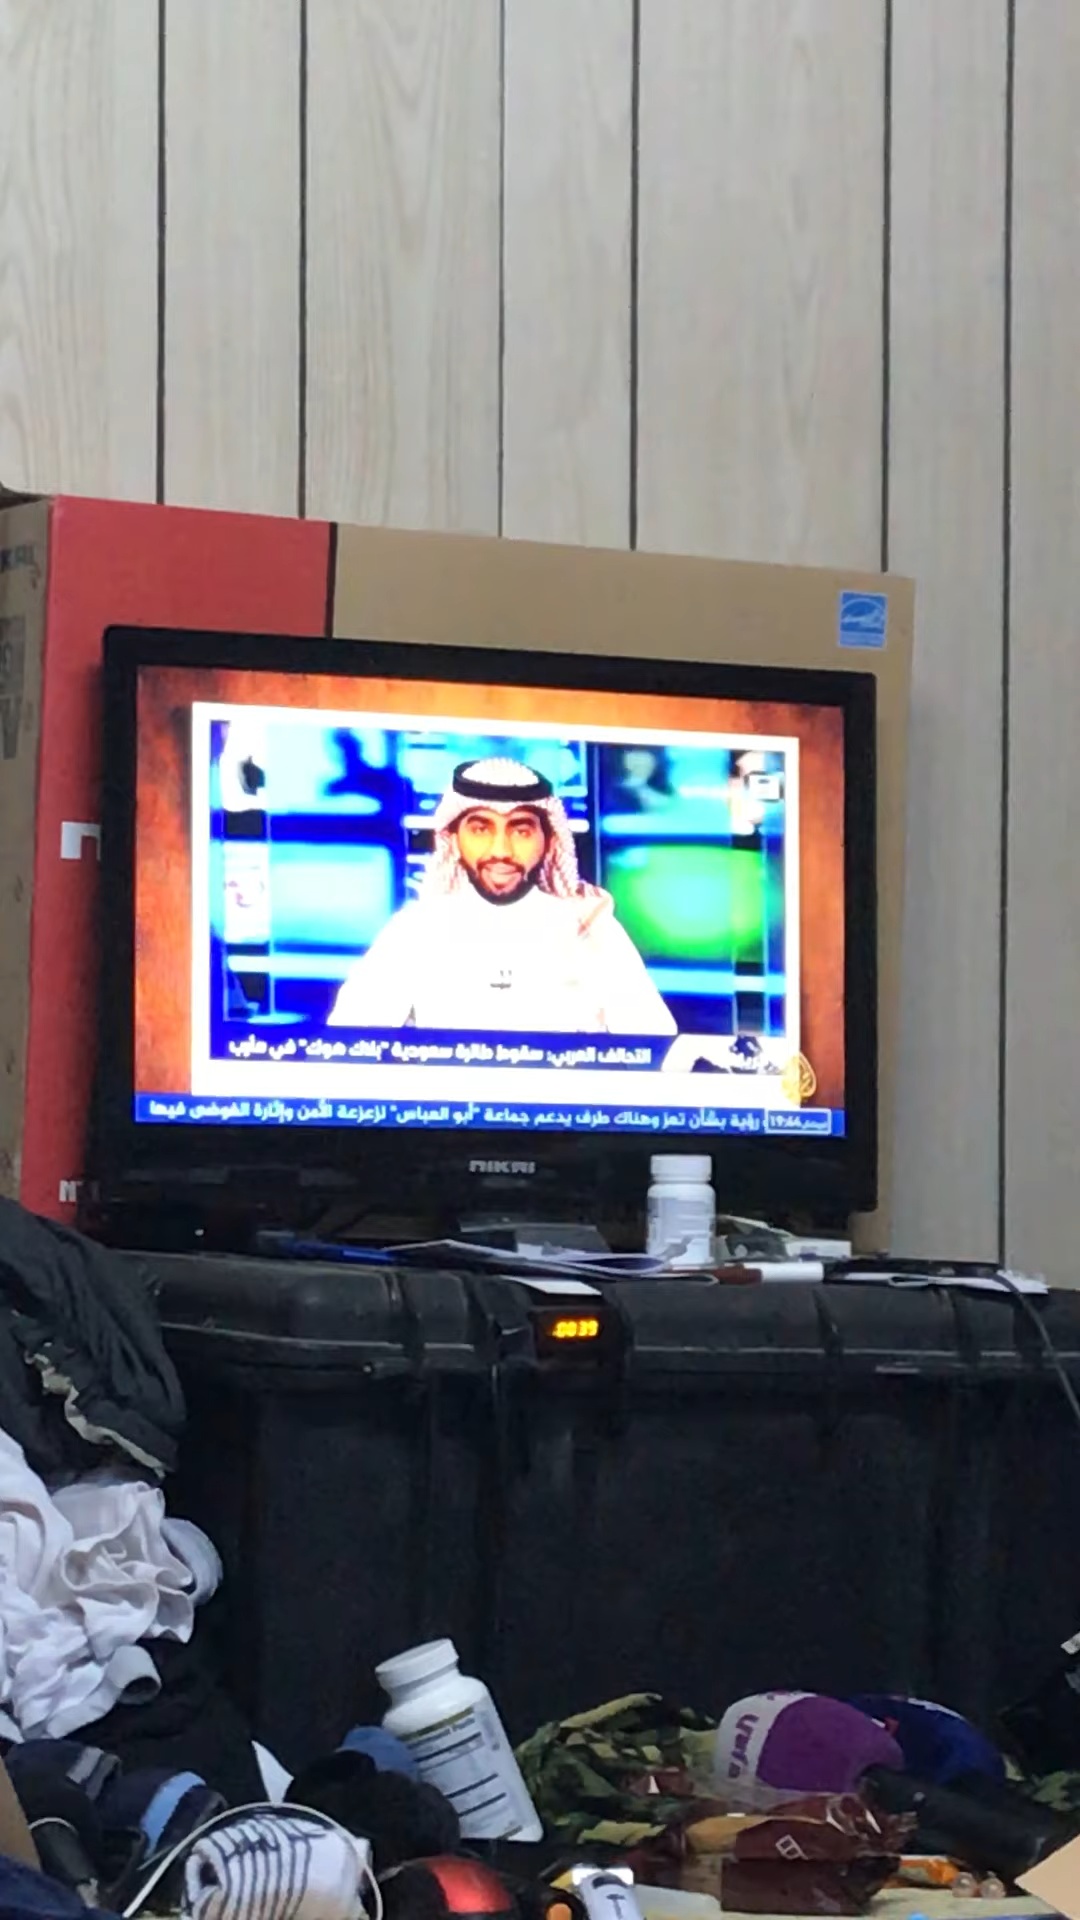 التحالف العربي: سقوط طائرة سعودية "بلاك هوك" في مأرب
19:44 رؤية بشأن تعز وهناك طرف يدعم جماعة "أبو العباس" لزعزعة الأمن وإثارة الفوضى فيها
NIKAI